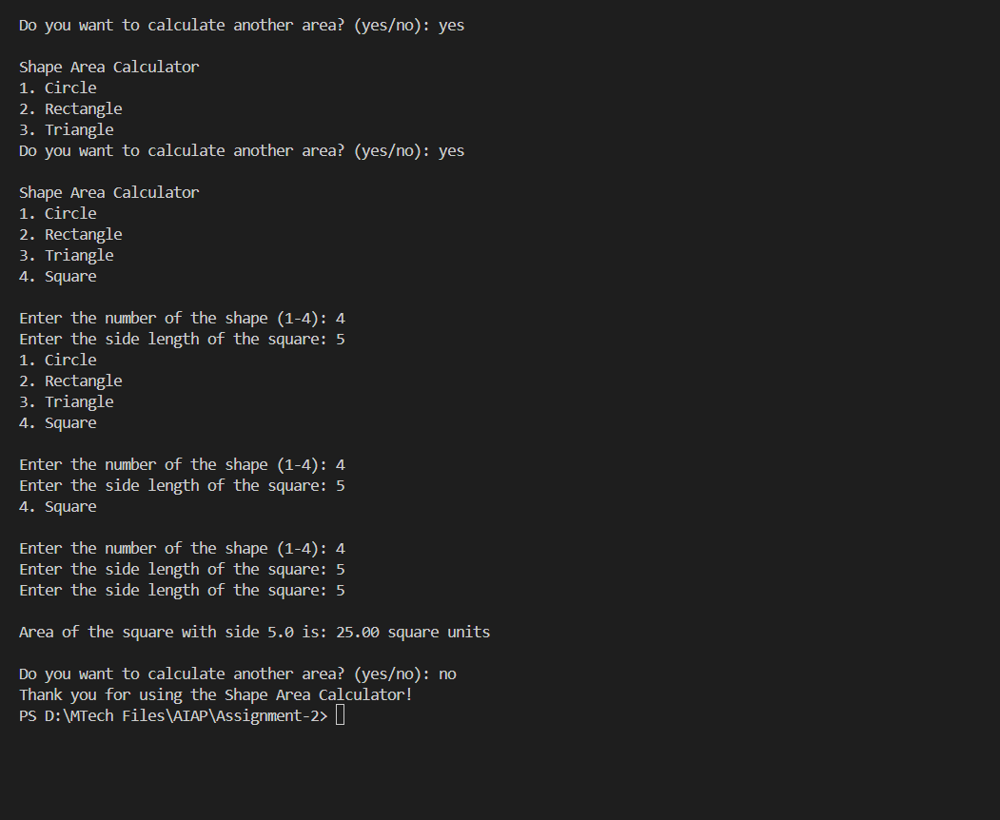 Do you want to calculate another area? (yes/no): yes
Shape Area Calculator
1. Circle
2. Rectangle
3. Triangle
Do you want to calculate another area? (yes/no): yes
Shape Area Calculator
1. Circle
2. Rectangle
3. Triangle
4. Square
Enter the number of the shape (1-4): 4
Enter the side length of the square: 5
1. Circle
2. Rectangle
3. Triangle
4. Square
Enter the number of the shape (1-4): 4
Enter the side length of the square: 5
4. Square
Enter the number of the shape (1-4): 4
Enter the side length of the square: 5
Enter the side length of the square: 5
Area of the square with side 5.0 is: 25.00 square units
Do you want to calculate another area? (yes/no): no
Thank you for using the Shape Area Calculator!
PS D:\MTech Files\AIAP\Assignment-2>